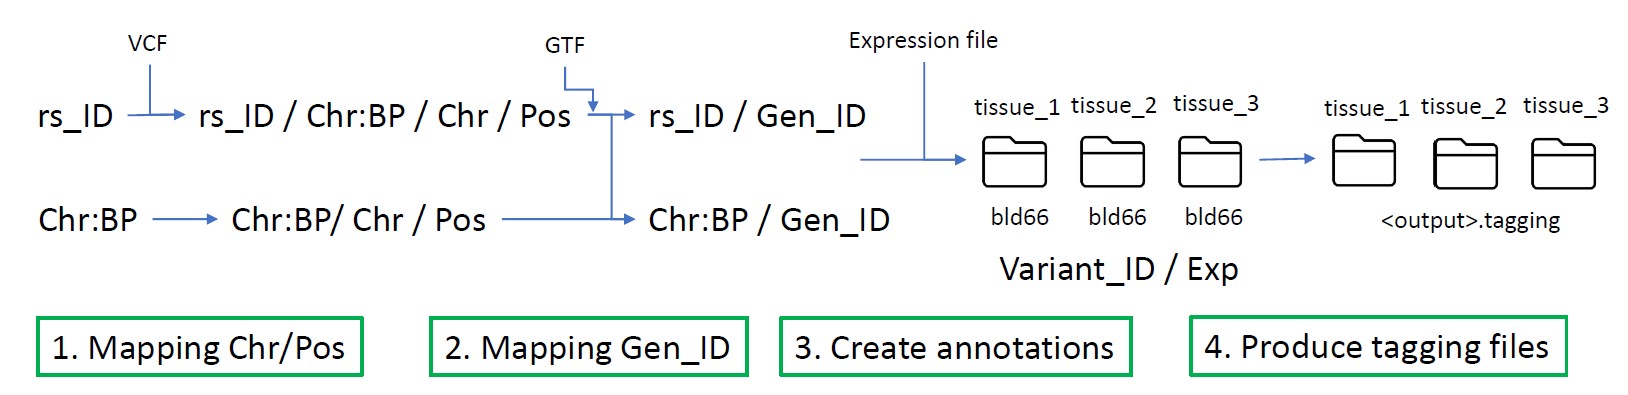 VCF
GTF
Expression file
rs_ID
rs_ID / Chr:BP / Chr / Pos
rs_ID / Gen_ID
tissue_1 tissue_2 tissue_3
tissue_1 tissue_2 tissue_3
Chr:BP
Chr:BP/ Chr / Pos
Chr:BP / Gen_ID
bld66 bld66 bld66
<output>.tagging
Variant_ID / Exp
1. Mapping Chr/Pos
2. Mapping Gen_ID
3. Create annotations
4. Produce tagging files